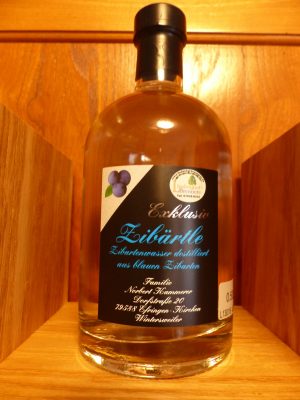 Exklusiv
Zibärtle
Zibartenwasser destilliert
aus blauen Zibarten
Familie
Norbert Kammerer
Dorfstraße 20
79588 Efringen-Kirchen
Wintersweiler